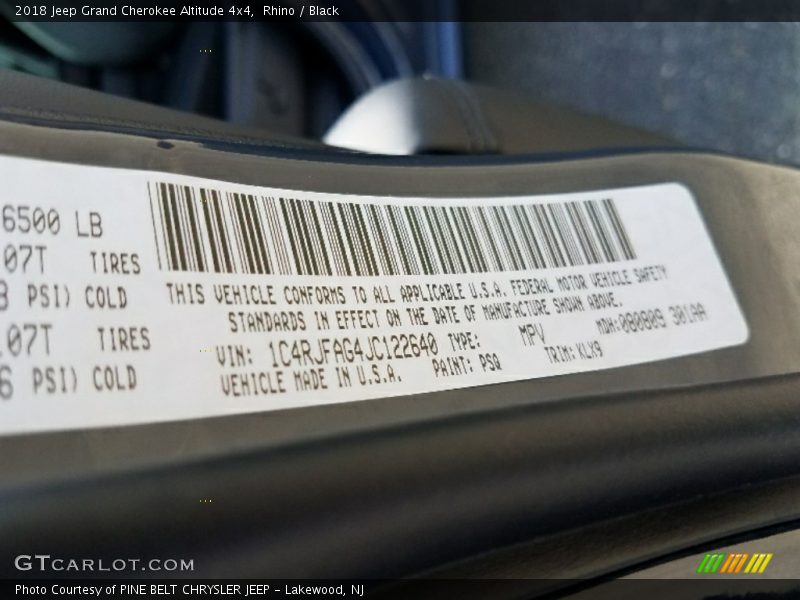 2018 Jeep Grand Cherokee Altitude 4x4, Rhino / Black
6500 LB
07T TIRES
PSI) COLD
07T TIRES
6 PSI) COLD
THIS VEHICLE CONFORMS TO ALL APPLICABLE U.S.A. FEDERAL MOTOR VEHICLE SAFETY
STANDARDS IN EFFECT ON THE DATE OF MANUFACTURE SHOWN ABOVE.
VIN: 1C4RJFAG4JC122640 TYPE: MPV MDH:
VEHICLE MADE IN U.S.A. PAINT: PSQ TRIM: KLX9
GTCARLOT.COM
Photo Courtesy of PINE BELT CHRYSLER JEEP - Lakewood, NJ